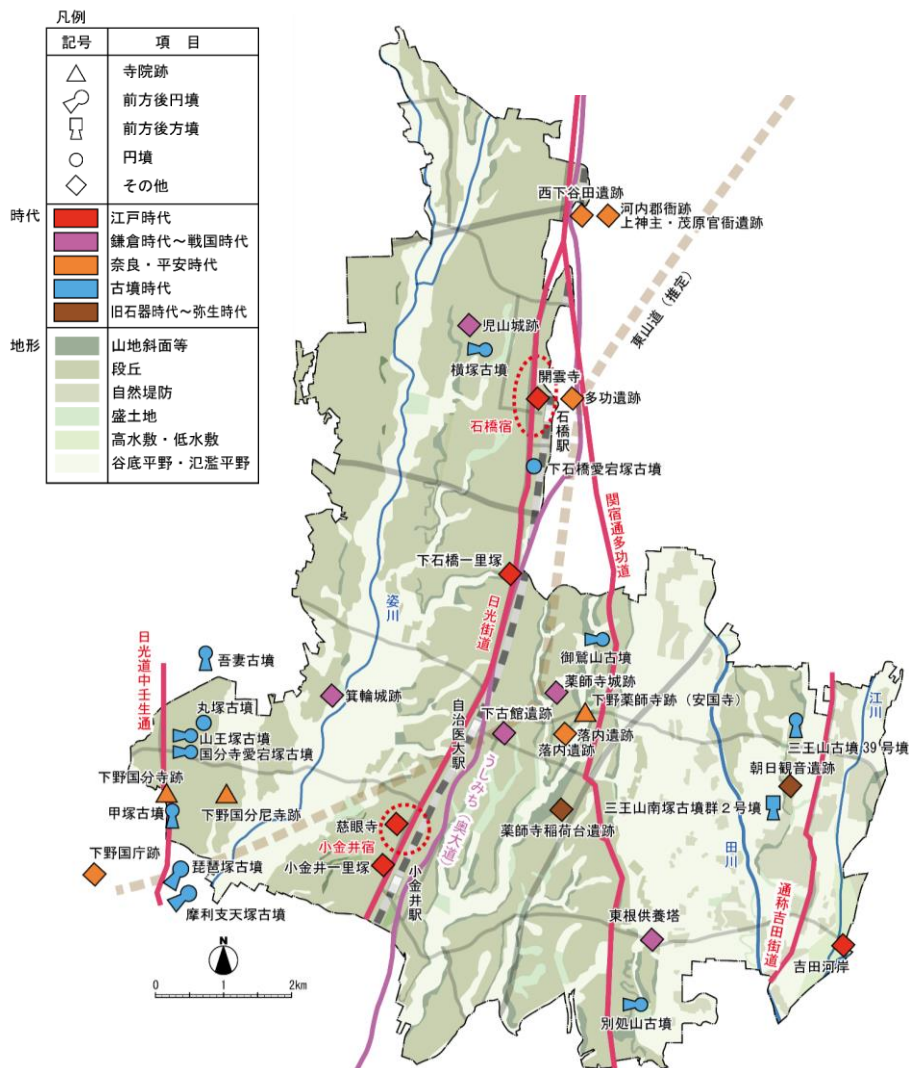 凡例
記号 項 目
寺院跡
前方後円墳
前方後方墳
円墳
その他
時代
江戸時代
鎌倉時代～戦国時代
奈良・平安時代
古墳時代
旧石器時代～弥生時代
地形
山地斜面等
段丘
自然堤防
盛土地
高水敷・低水敷
谷底平野・氾濫平野
西下谷田遺跡
河内郡衙跡
上神主・茂原官衙遺跡
東山道（推定）
児山城跡
横塚古墳
開雲寺
多功遺跡
石橋宿
石橋駅
下石橋愛宕塚古墳
関宿通多功道
下石橋一里塚
日光街道
姿川
御鷲山古墳
日光道中壬生通
吾妻古墳
薬師寺城跡
箕輪城跡
下野薬師寺跡（安国寺）
江川
丸塚古墳
自治医大駅
下古館遺跡
落内遺跡
落内遺跡
三王山古墳39号墳
山王塚古墳
国分寺愛宕塚古墳
うしみち（奥大道）
朝日観音遺跡
下野国分寺跡
三王山南塚古墳群2号墳
甲塚古墳
下野国分尼寺跡
慈眼寺
薬師寺稲荷台遺跡
小金井宿
田川
下野国庁跡
琵琶塚古墳
小金井一里塚
小金井駅
摩利支天塚古墳
東根供養塔
通称吉田街道
吉田河岸
N
0 1 2km
別処山古墳